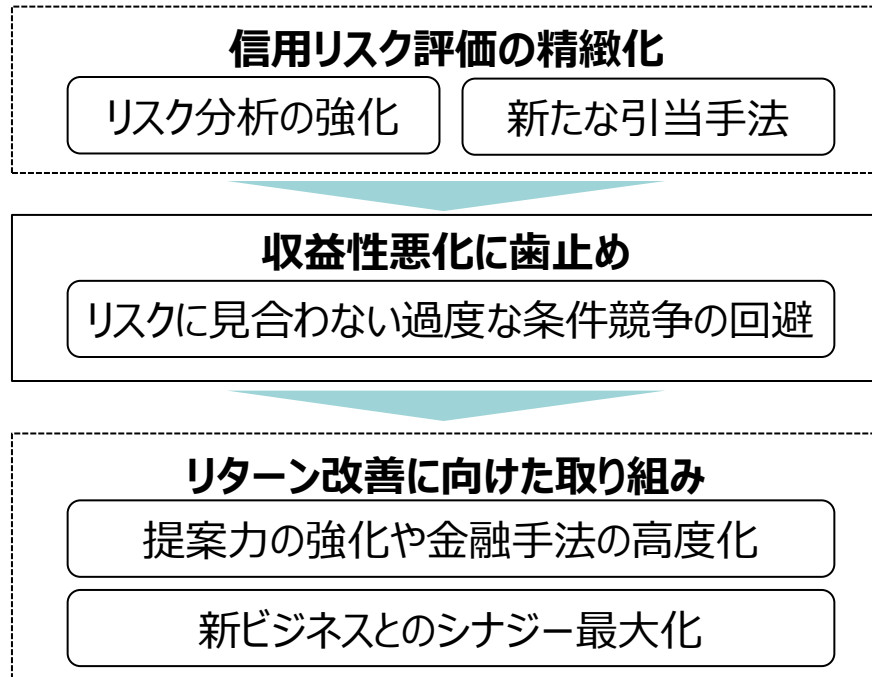 信用リスク評価の精緻化
リスク分析の強化
新たな引当手法
収益性悪化に歯止め
リスクに見合わない過度な条件競争の回避
リターン改善に向けた取り組み
提案力の強化や金融手法の高度化
新ビジネスとのシナジー最大化